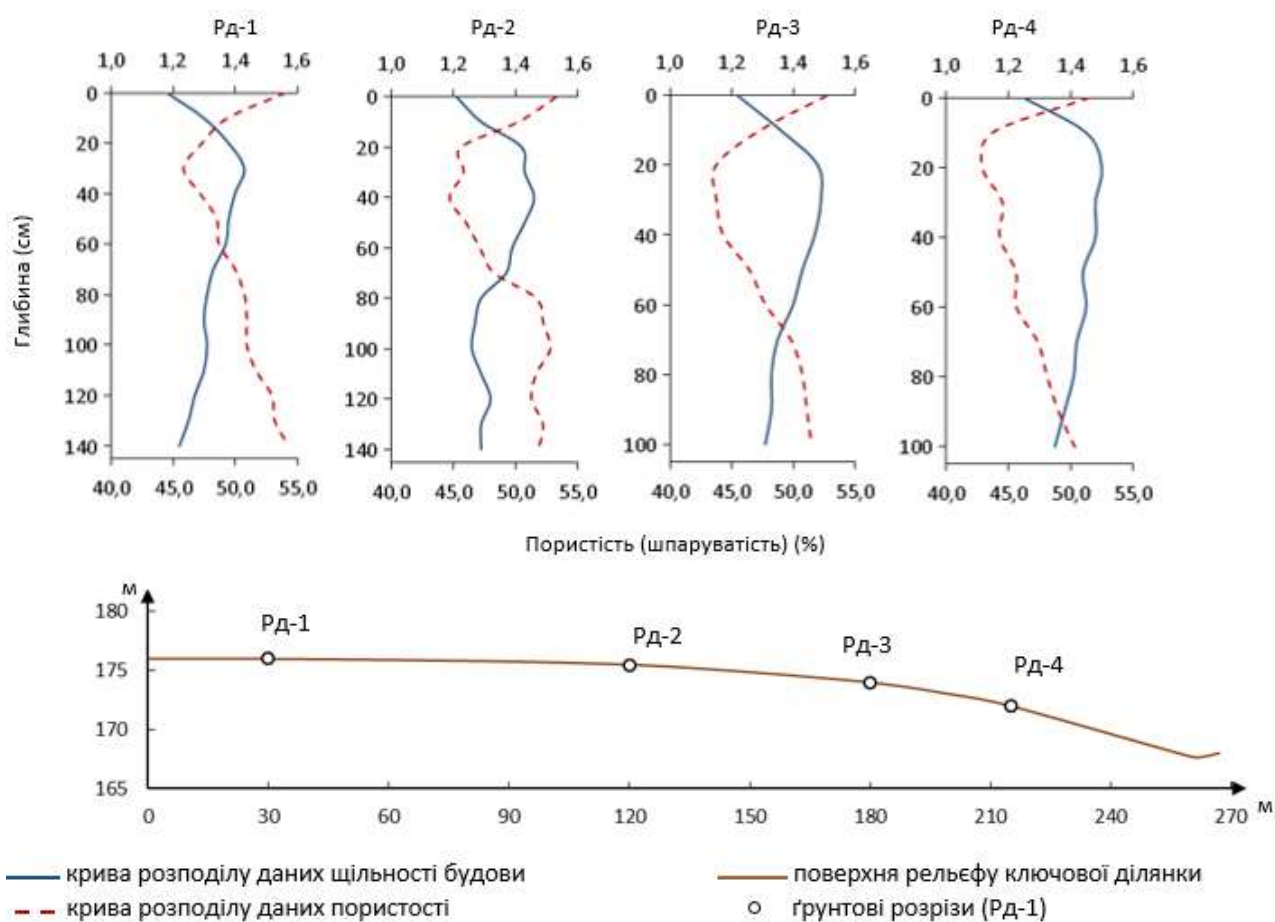 Рд-1 Рд-2 Рд-3 Рд-4
1,0 1,2 1,4 1,6 1,0 1,2 1,4 1,6 1,0 1,2 1,4 1,6 1,0 1,2 1,4 1,6
0 0 0 0
20 20 20 20
40 40 40 40
60 60 60 60
80 80 80 80
100 100 100 100
120 120
140 140
Глибина (см)
40,0 45,0 50,0 55,0 40,0 45,0 50,0 55,0 40,0 45,0 50,0 55,0 40,0 45,0 50,0 55,0
Пористість (шпаруватість) (%)
м
180
175
170
165
Рд-1 Рд-2 Рд-3 Рд-4
0 30 60 90 120 150 180 210 240 270 м
крива розподілу даних щільності будови
поверхня рельєфу ключової ділянки
крива розподілу даних пористості
ґрунтові розрізи (Рд-1)